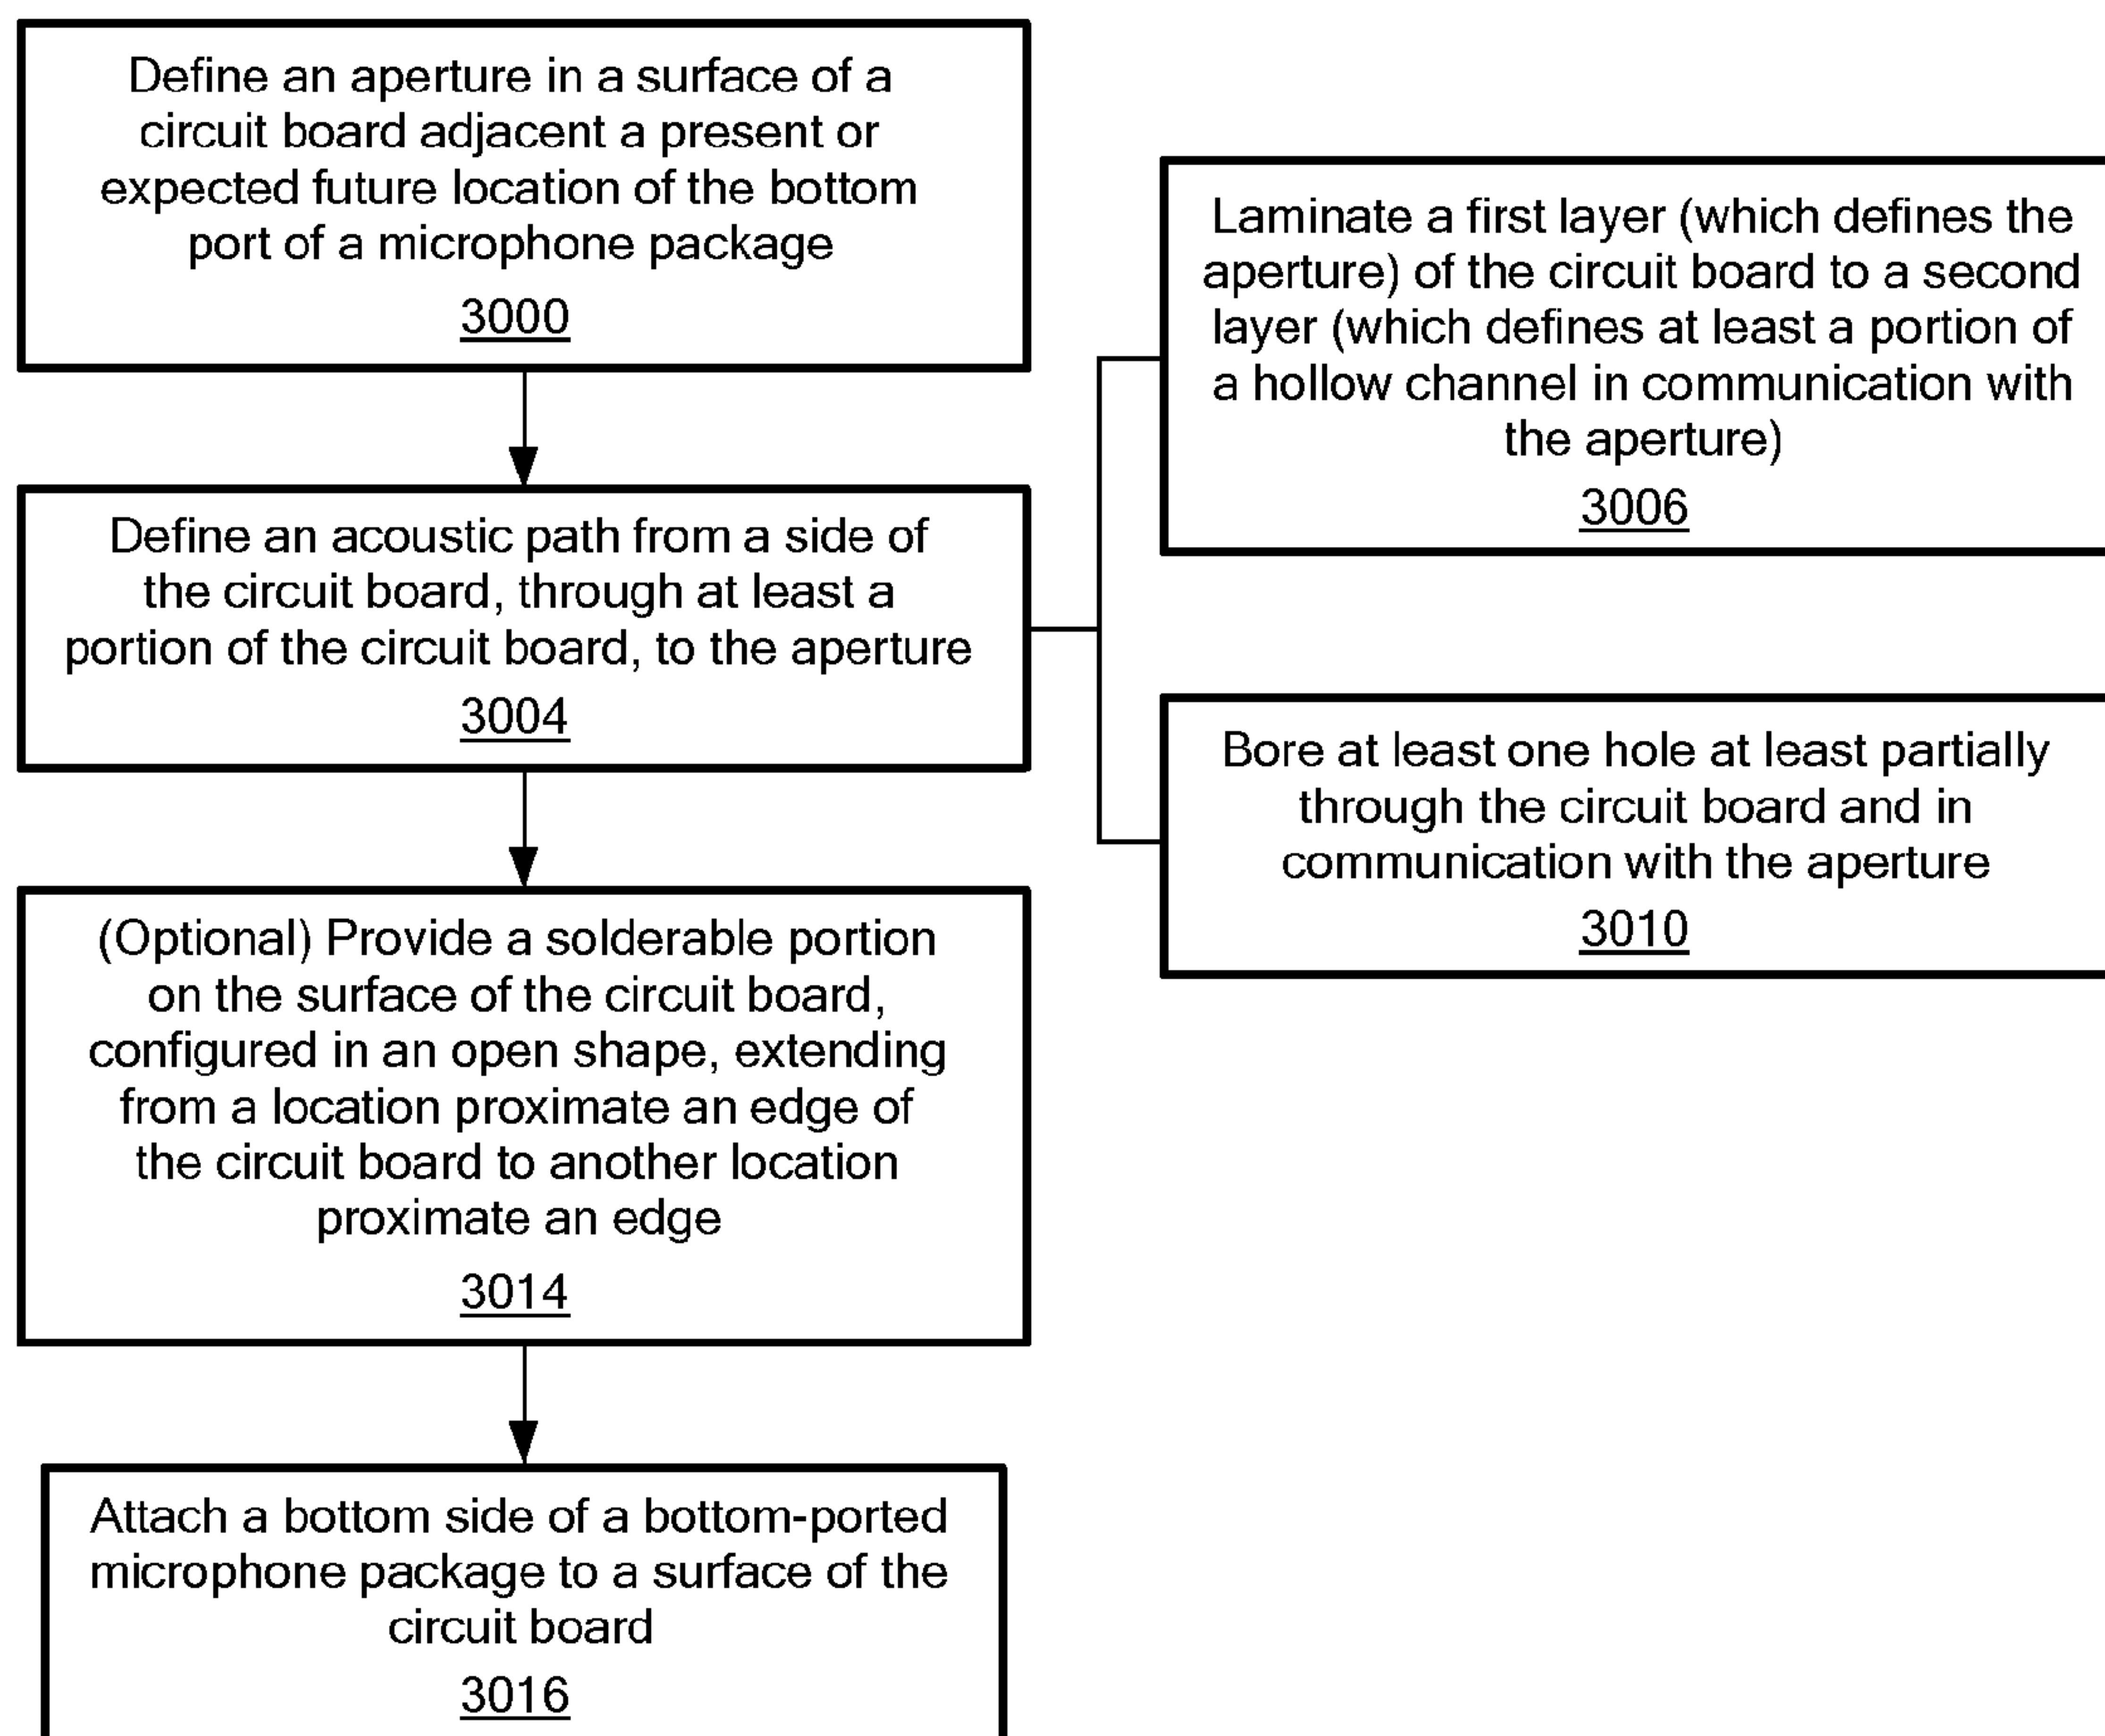 Define an aperture in a surface of a
circuit board adjacent a present or
expected future location of the bottom
port of a microphone package
3000
Define an acoustic path from a side of
the circuit board, through at least a
portion of the circuit board, to the aperture
3004
Laminate a first layer (which defines the
aperture) of the circuit board to a second
layer (which defines at least a portion of
a hollow channel in communication with
the aperture)
3006
Bore at least one hole at least partially
through the circuit board and in
communication with the aperture
3010
(Optional) Provide a solderable portion
on the surface of the circuit board,
configured in an open shape, extending
from a location proximate an edge of
the circuit board to another location
proximate an edge
3014
Attach a bottom side of a bottom-ported
microphone package to a surface of the
circuit board
3016